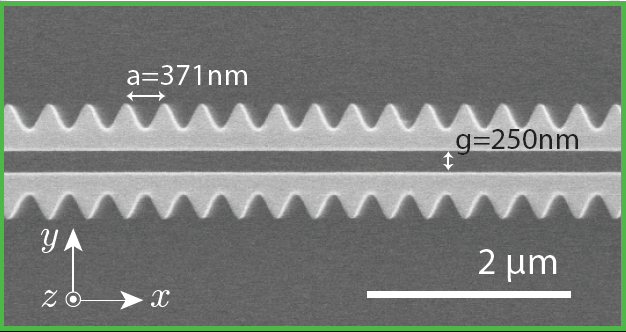 a=371nm
g=250nm
2 μm
y
z x